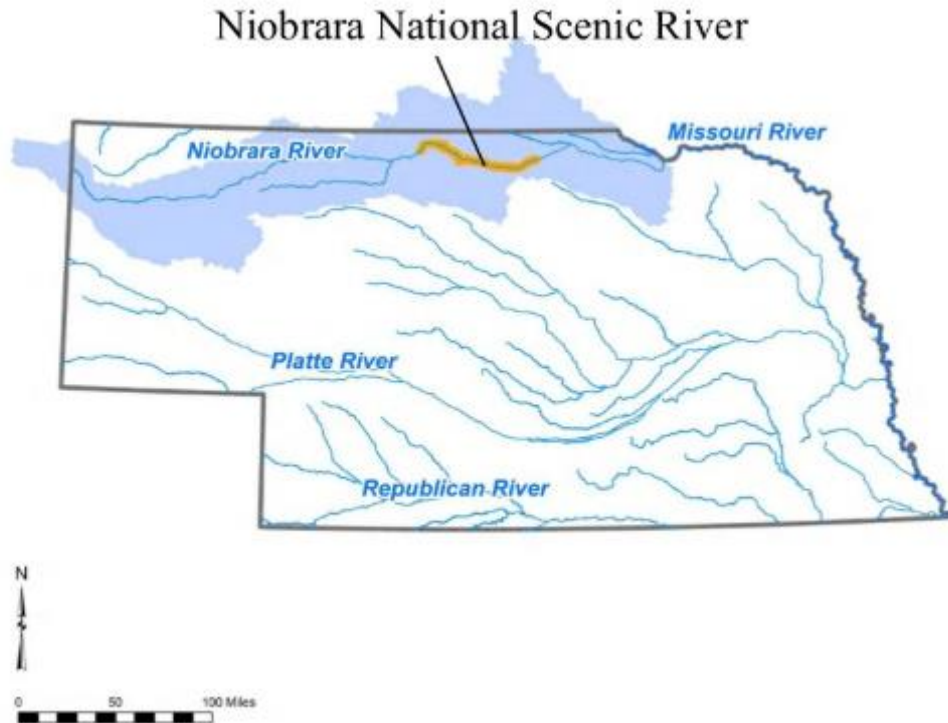 Niobrara National Scenic River
Missouri River
Niobrara River
Platte River
Republican River
N
0 50 100 Miles